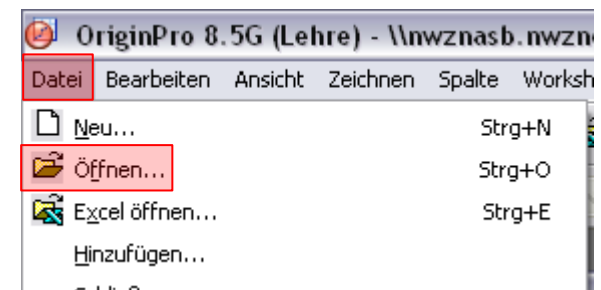 OriginPro 8.5G (Lehre) - \\nwznasb.nwzn
Datei Bearbeiten Ansicht Zeichnen Spalte Worksh
Neu... Strg+N
Öffnen... Strg+O
Excel öffnen... Strg+E
Hinzufügen...